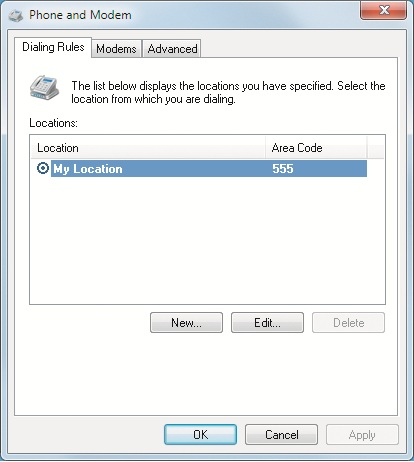 Phone and Modem
Dialing Rules Modems Advanced
The list below displays the locations you have specified. Select the
location from which you are dialing.
Locations:
Location Area Code
My Location 555
New... Edit... Delete
OK Cancel Apply